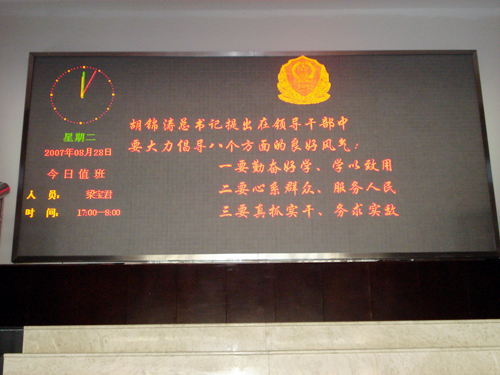 星期二
2007年08月28日
今日值班
人 员: 梁宝君
时 间: 17:00—8:00
胡锦涛总书记提出在领导干部中
要大力倡导八个方面的良好风气:
一要勤奋好学、学以致用
二要心系群众、服务人民
三要真抓实干、务求实效